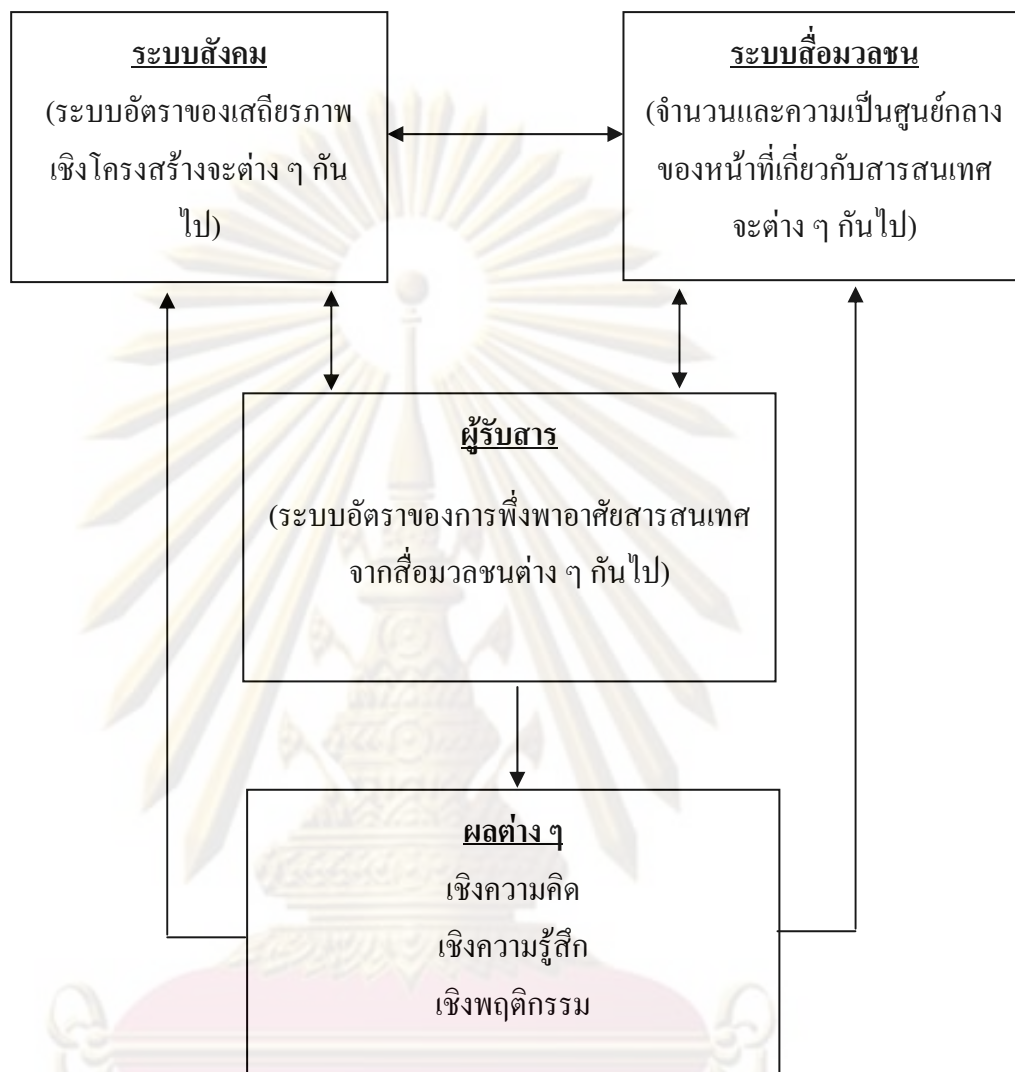 ระบบสังคม
(ระบบอัตราของเสถียรภาพ
เชิงโครงสร้างจะต่าง ๆ กัน
ไป)
ระบบสื่อมวลชน
(จำนวนและความเป็นศูนย์กลาง
ของหน้าที่เกี่ยวกับสารสนเทศ
จะต่าง ๆ กันไป)
ผู้รับสาร
(ระบบอัตราของการพึ่งพาอาศัยสารสนเทศ
จากสื่อมวลชนต่าง ๆ กันไป)
ผลต่าง ๆ
เชิงความคิด
เชิงความรู้สึก
เชิงพฤติกรรม